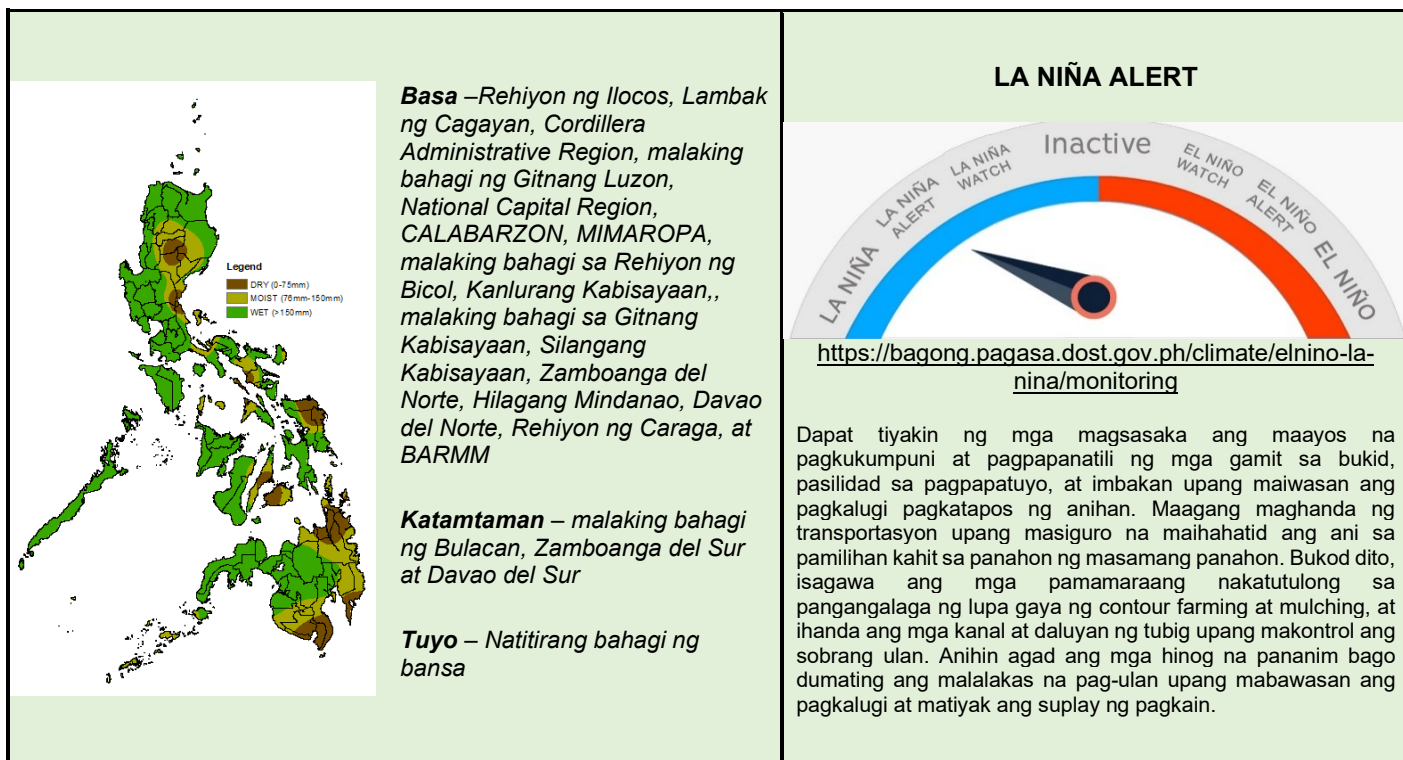 Legend
DRY (0-75mm)
MOIST (76mm-150mm)
WET (>150mm)
Basa –Rehiyon ng Ilocos, Lambak
ng Cagayan, Cordillera
Administrative Region, malaking
bahagi ng Gitnang Luzon,
National Capital Region,
CALABARZON, MIMAROPA,
malaking bahagi sa Rehiyon ng
Bicol, Kanlurang Kabisayaan,,
malaking bahagi sa Gitnang
Kabisayaan, Silangang
Kabisayaan, Zamboanga del
Norte, Hilagang Mindanao, Davao
del Norte, Rehiyon ng Caraga, at
BARMM
Katamtaman – malaking bahagi
ng Bulacan, Zamboanga del Sur
at Davao del Sur
Tuyo – Natitirang bahagi ng
bansa
LA NIÑA ALERT
LA NIÑA
LA NIÑA
ALERT
LA NIÑA
WATCH
Inactive
EL NIÑO
WATCH
EL NIÑO
ALERT
EL NIÑO
https://bagong.pagasa.dost.gov.ph/climate/elnino-la-
nina/monitoring
Dapat tiyakin ng mga magsasaka ang maayos na
pagkukumpuni at pagpapanatili ng mga gamit sa bukid,
pasilidad sa pagpapatuyo, at imbakan upang maiwasan ang
pagkalugi pagkatapos ng anihan. Maagang maghanda ng
transportasyon upang masiguro na maihahatid ang ani sa
pamilihan kahit sa panahon ng masamang panahon. Bukod dito,
isagawa ang mga pamamaraang nakatutulong sa
pangangalaga ng lupa gaya ng contour farming at mulching, at
ihanda ang mga kanal at daluyan ng tubig upang makontrol ang
sobrang ulan. Anihin agad ang mga hinog na pananim bago
dumating ang malalakas na pag-ulan upang mabawasan ang
pagkalugi at matiyak ang suplay ng pagkain.